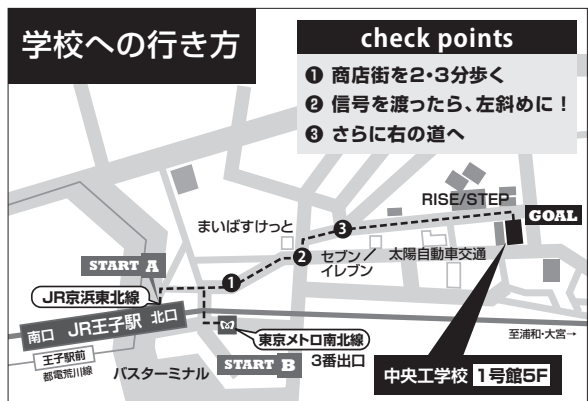 学校への行き方
check points
❶ 商店街を2・3分歩く
❷ 信号を渡ったら、左斜めに！
❸ さらに右の道へ
RISE/STEP
GOAL
まいばすけっと
❸
❷
セブン／
イレブン
太陽自動車交通
START A
❶
JR京浜東北線
南口 JR王子駅 北口
東京メトロ南北線
至浦和・大宮→
王子駅前
都電荒川線
バスターミナル
START B
3番出口
中央工学校 1号館5F